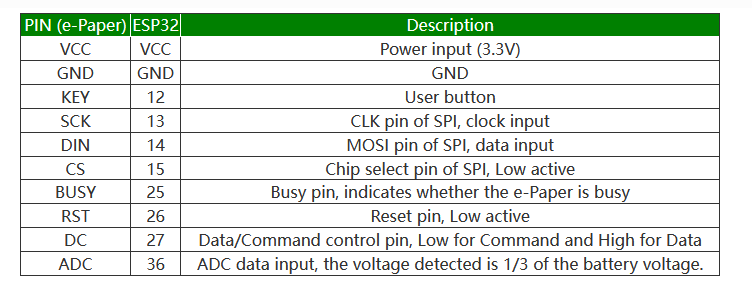 PIN (e-Paper) ESP32 Description
VCC VCC Power input (3.3V)
GND GND GND
KEY 12 User button
SCK 13 CLK pin of SPI, clock input
DIN 14 MOSI pin of SPI, data input
CS 15 Chip select pin of SPI, Low active
BUSY 25 Busy pin, indicates whether the e-Paper is busy
RST 26 Reset pin, Low active
DC 27 Data/Command control pin, Low for Command and High for Data
ADC 36 ADC data input, the voltage detected is 1/3 of the battery voltage.